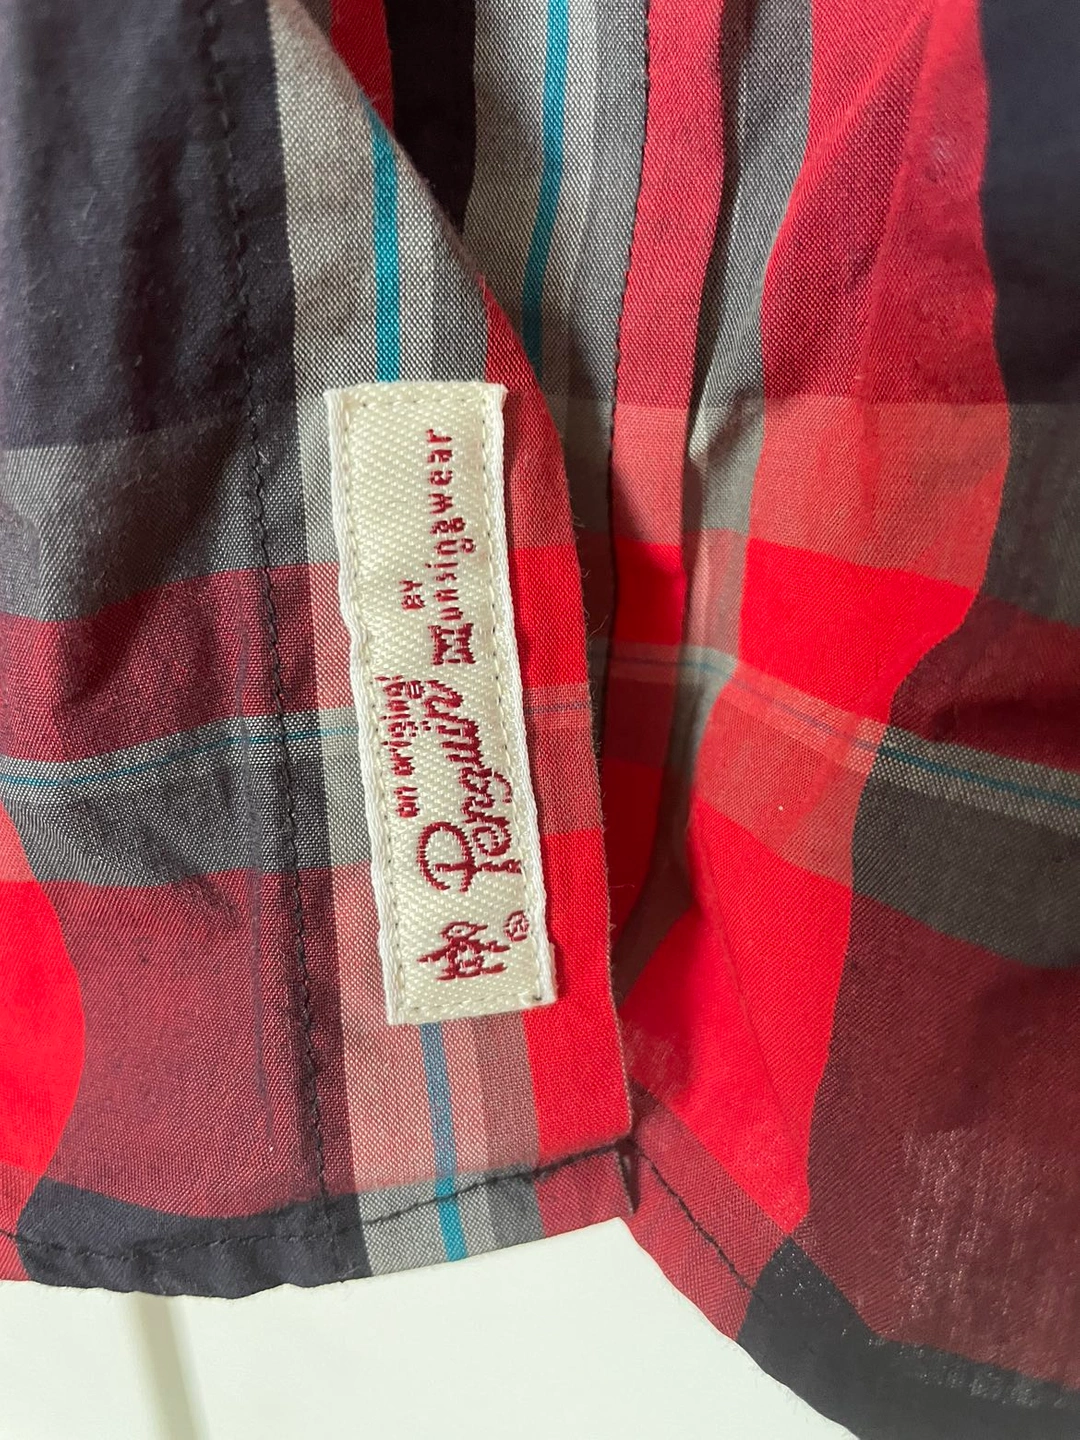 an original
Penguin ®
BY
Munsingwear